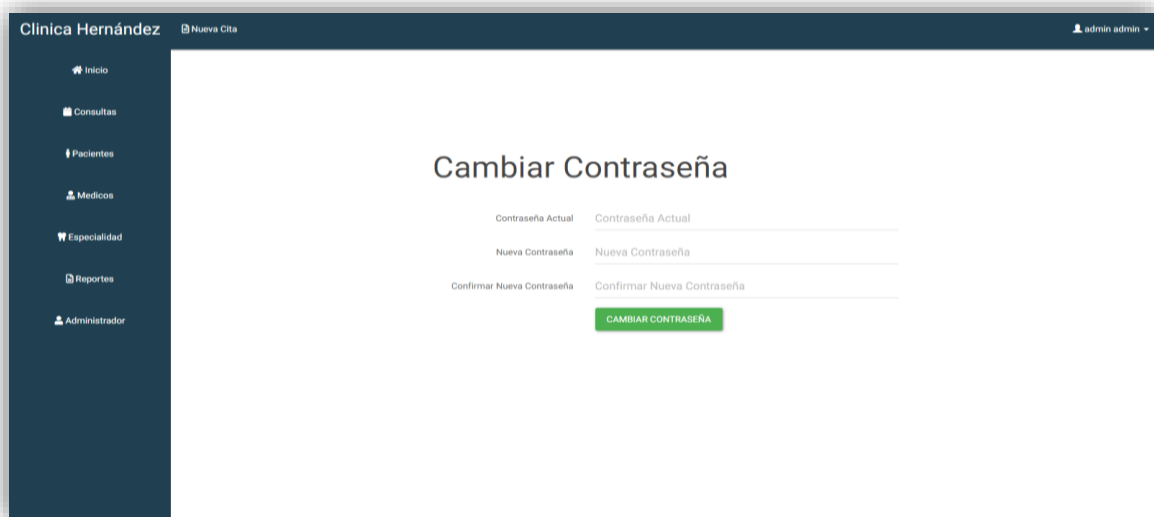 Clinica Hernández
Nueva Cita
admin admin
Inicio
Consultas
Pacientes
Medicos
Especialidad
Reportes
Administrador
Cambiar Contraseña
Contraseña Actual Contraseña Actual
Nueva Contraseña Nueva Contraseña
Confirmar Nueva Contraseña Confirmar Nueva Contraseña
CAMBIAR CONTRASEÑA